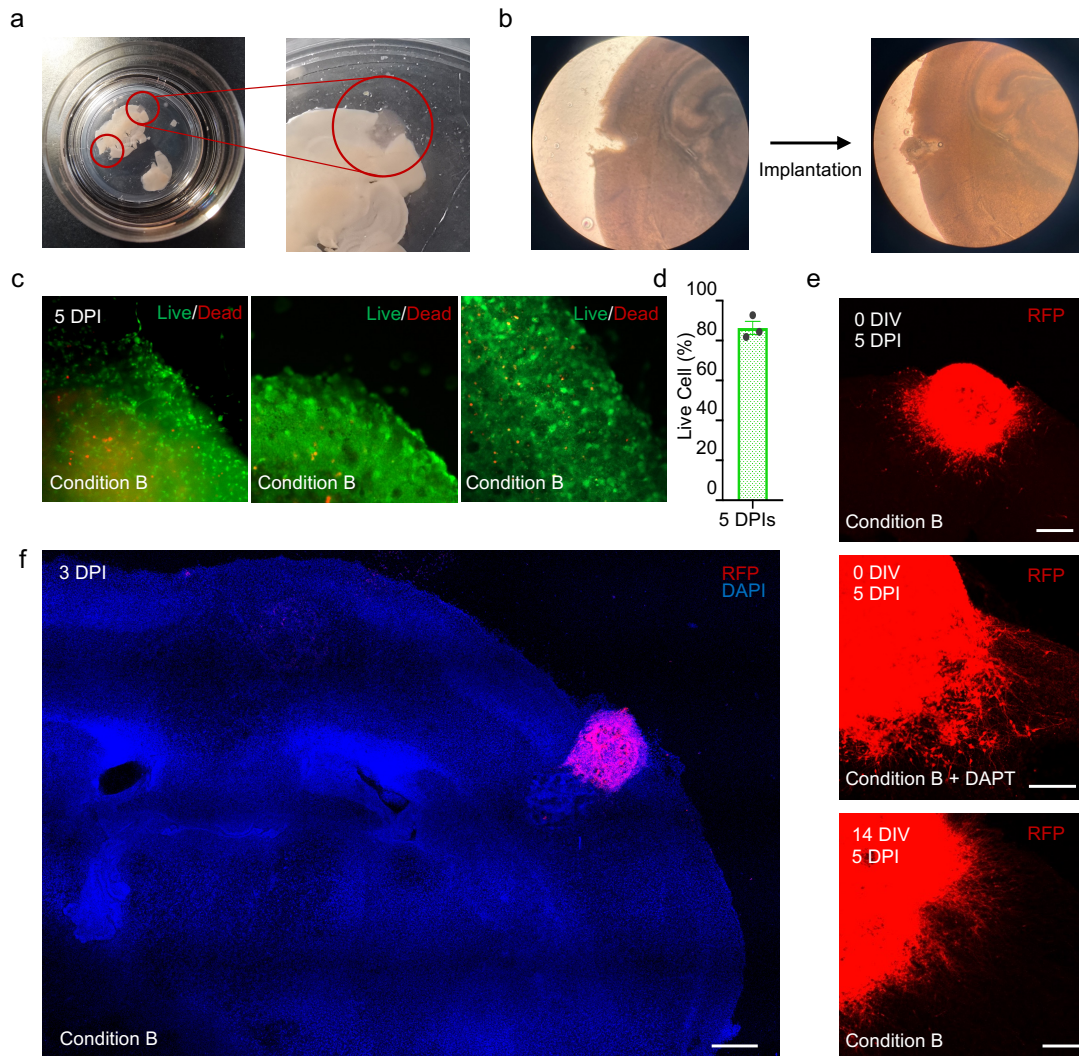 a
b
Implantation
c
5 DPI
Live/Dead
Condition B
Live/Dead
Condition B
Live/Dead
Condition B
d
100
80
60
40
20
0
Live Cell (%)
5 DPIs
e
0 DIV
5 DPI
RFP
Condition B
0 DIV
5 DPI
RFP
Condition B + DAPT
14 DIV
5 DPI
RFP
Condition B
f
3 DPI
RFP
DAPI
Condition B